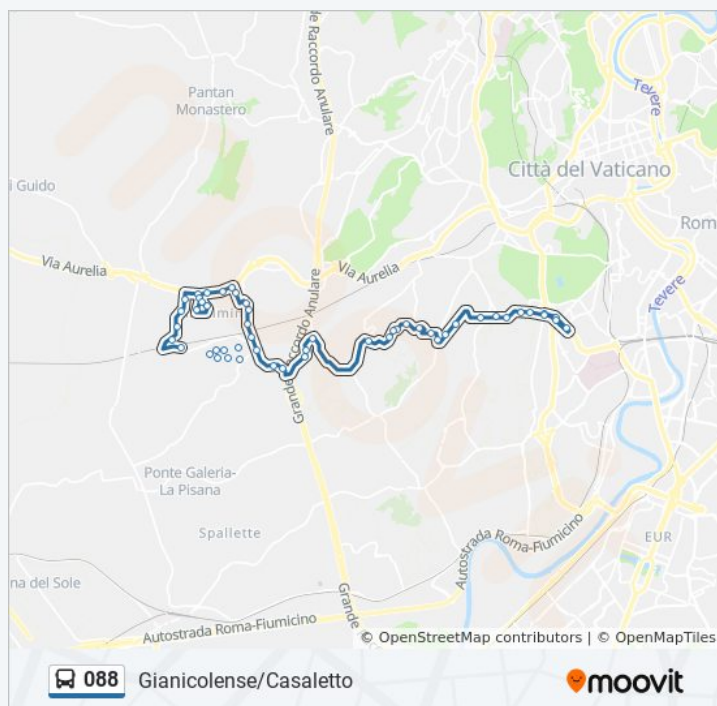 de Raccordo Anulare
Pantan
Monastero
Tevere
Città del Vaticano
i Guido
Rom
Via Aurelia
Via Aurelia
Tevere
Raccordo Anulare
Grande
Ponte Galeria-
La Pisana
Spallette
EUR
Autostrada Roma-Fiumicino
na del Sole
Grande
Autostrada Roma-Fiumicino
© OpenStreetMap contributors | © OpenMapTiles
088 Gianicolense/Casaletto
moovit